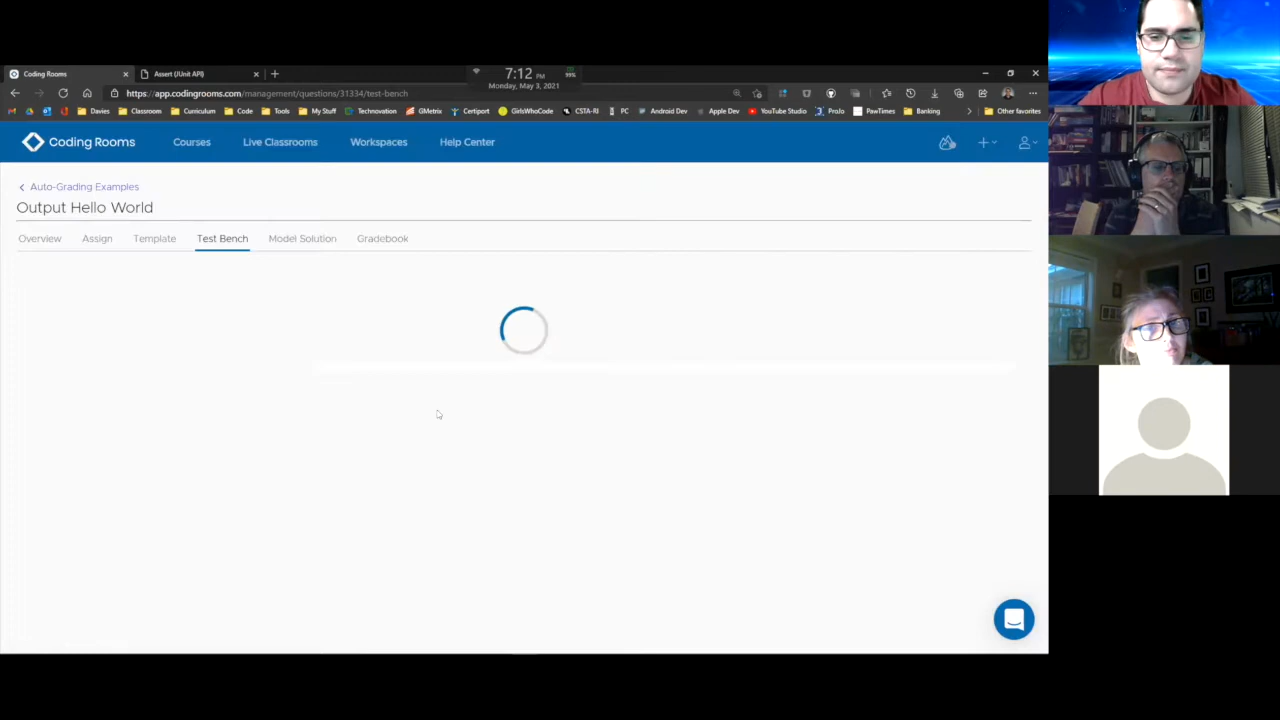 Coding Rooms
Assert (JUnit API)
7:12 PM
99%
Monday, May 3, 2021
https://app.codingrooms.com/management/questions/31334/test-bench
Davies Classroom Curriculum Code Tools My Stuff Technovation GMetrix Certiport GirlsWhoCode CSTA-RI PC Android Dev Apple Dev YouTube Studio ProJo PawTimes Banking Other favorites
Coding Rooms Courses Live Classrooms Workspaces Help Center
Auto-Grading Examples
Output Hello World
Overview Assign Template Test Bench Model Solution Gradebook